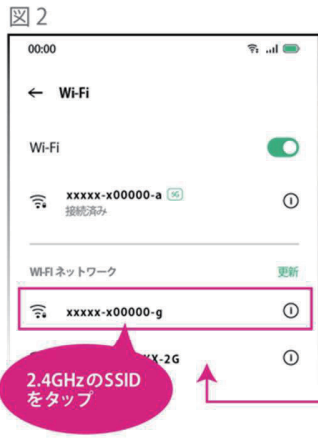 図2
00:00
← Wi-Fi
Wi-Fi
xxxxx-x00000-a 5G
接続済み
WI-FI ネットワーク 更新
xxxxx-x00000-g
X-2G
2.4GHzのSSID
をタップ